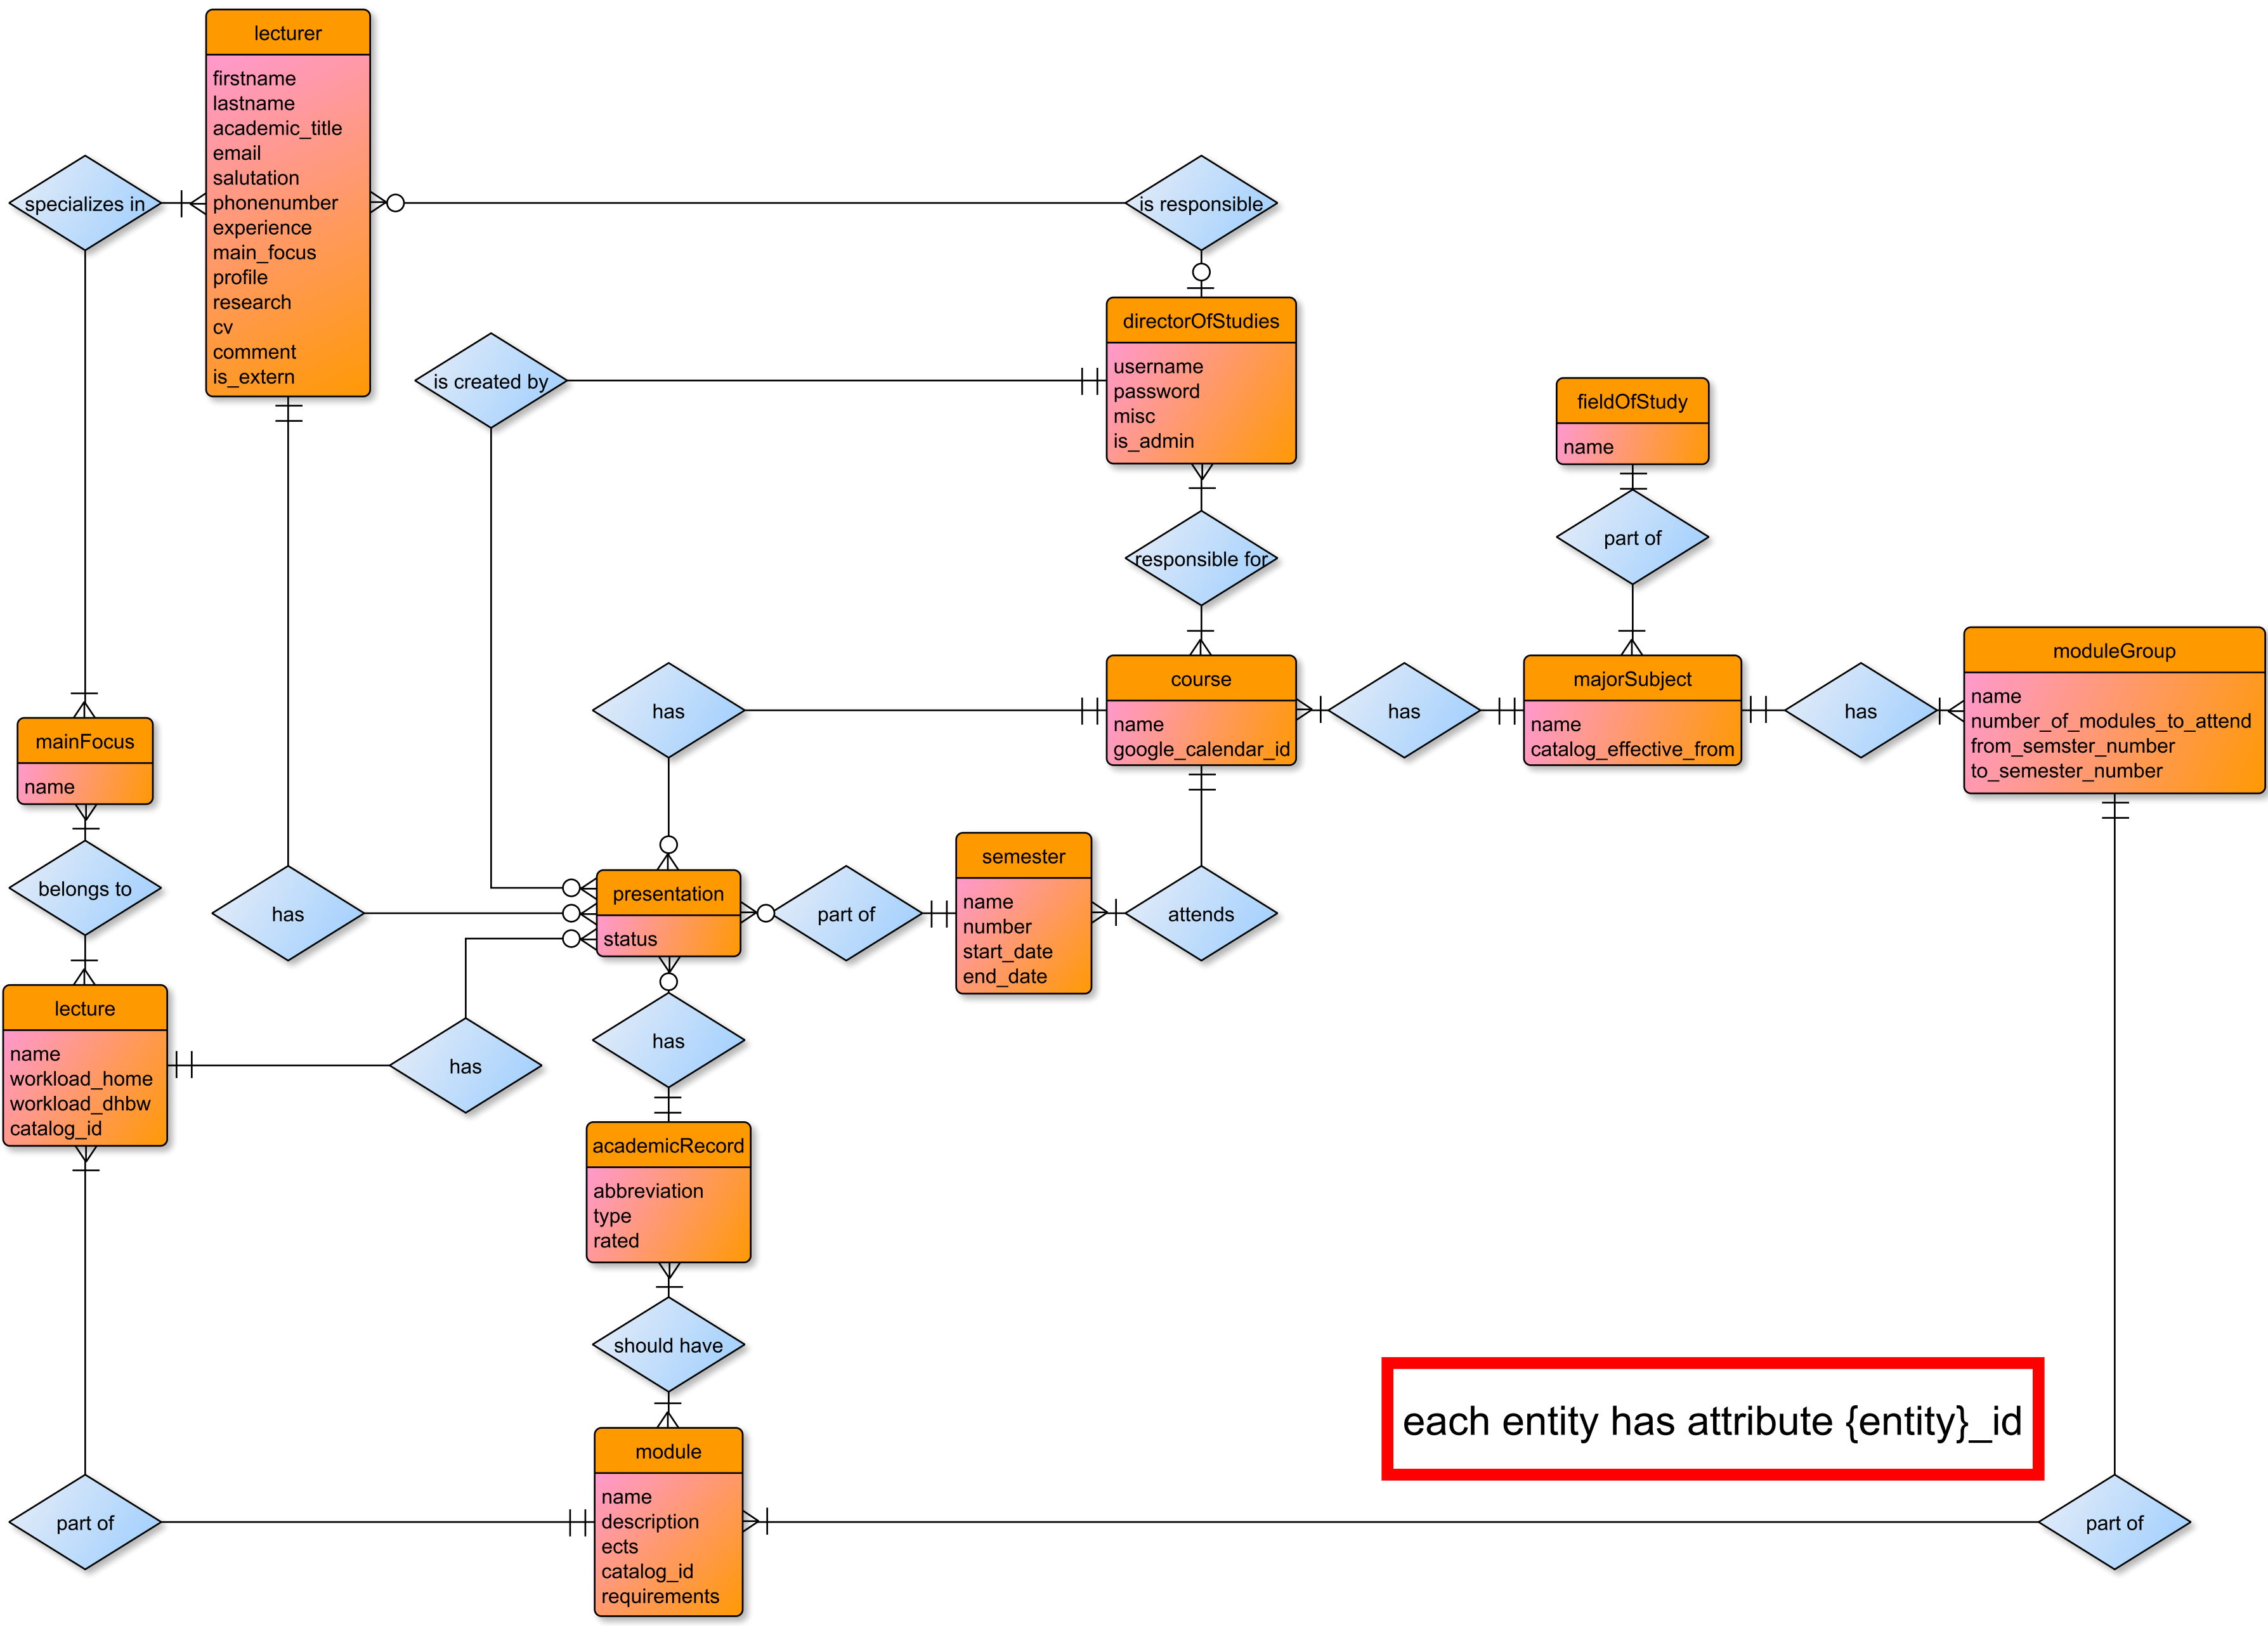 lecturer
firstname
lastname
academic_title
email
salutation
phonenumber
experience
main_focus
profile
research
cv
comment
is_extern
specializes in
is responsible
directorOfStudies
username
password
misc
is_admin
is created by
fieldOfStudy
name
part of
responsible for
has
course
name
google_calendar_id
has
majorSubject
name
catalog_effective_from
has
moduleGroup
name
number_of_modules_to_attend
from_semster_number
to_semester_number
mainFocus
name
belongs to
has
presentation
status
part of
semester
name
number
start_date
end_date
attends
lecture
name
workload_home
workload_dhbw
catalog_id
has
has
academicRecord
abbreviation
type
rated
should have
each entity has attribute {entity}_id
part of
module
name
description
ects
catalog_id
requirements
part of